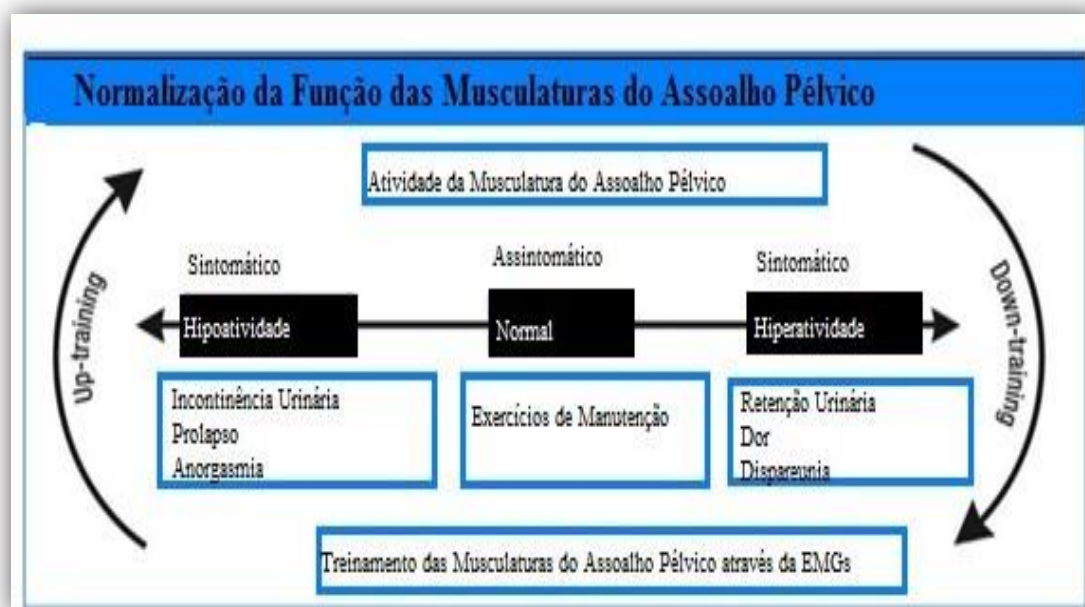 Normalização da Função das Musculaturas do Assoalho Pélvico
Atividade da Musculatura do Assoalho Pélvico
Up-training
Sintomático
Assintomático
Sintomático
Down-training
Hipoatividade
Normal
Hiperatividade
Incontinência Urinária
Prolapso
Anorgasmia
Exercícios de Manutenção
Retenção Urinária
Dor
Dispareunia
Treinamento das Musculaturas do Assoalho Pélvico através da EMGs